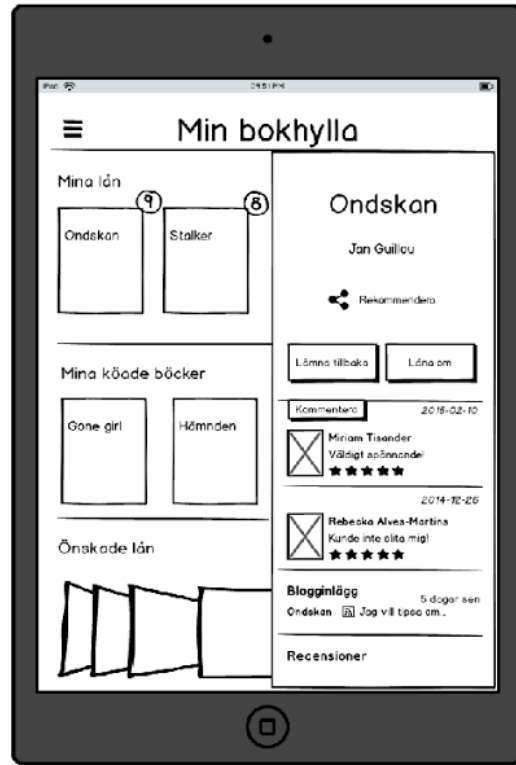 iPad
09:51 PM
Min bokhylla
Mina lån
9
8
Ondskan
Stalker
Mina köade böcker
Gone girl
Hämnden
Önskade lån
Ondskan
Jan Guillou
Rekommendera
Lämna tillbaka
Låna om
Kommentera
2015-02-10
Miriam Tisander
Väldigt spännande!
2014-12-26
Rebecka Alves-Martins
Kunde inte slita mig!
Blogginlägg
5 dagar sen
Ondskan Jag vill tipsa om...
Recensioner